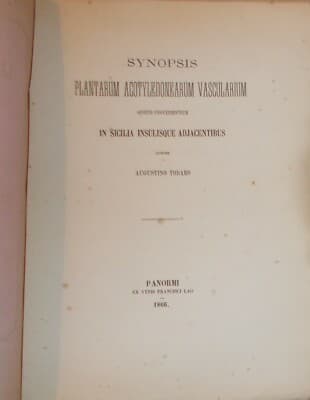 SYNOPSIS
PLANTARUM ACOTYLEDONEARUM VASCULARIUM
SPONTE PROVENIENTIUM
IN SICILIA INSULISQUE ADJACENTIBUS
AUCTORE
AUGUSTINO TODARO
PANORMI
EX TYPIS FRANCISCI LAO
1866.